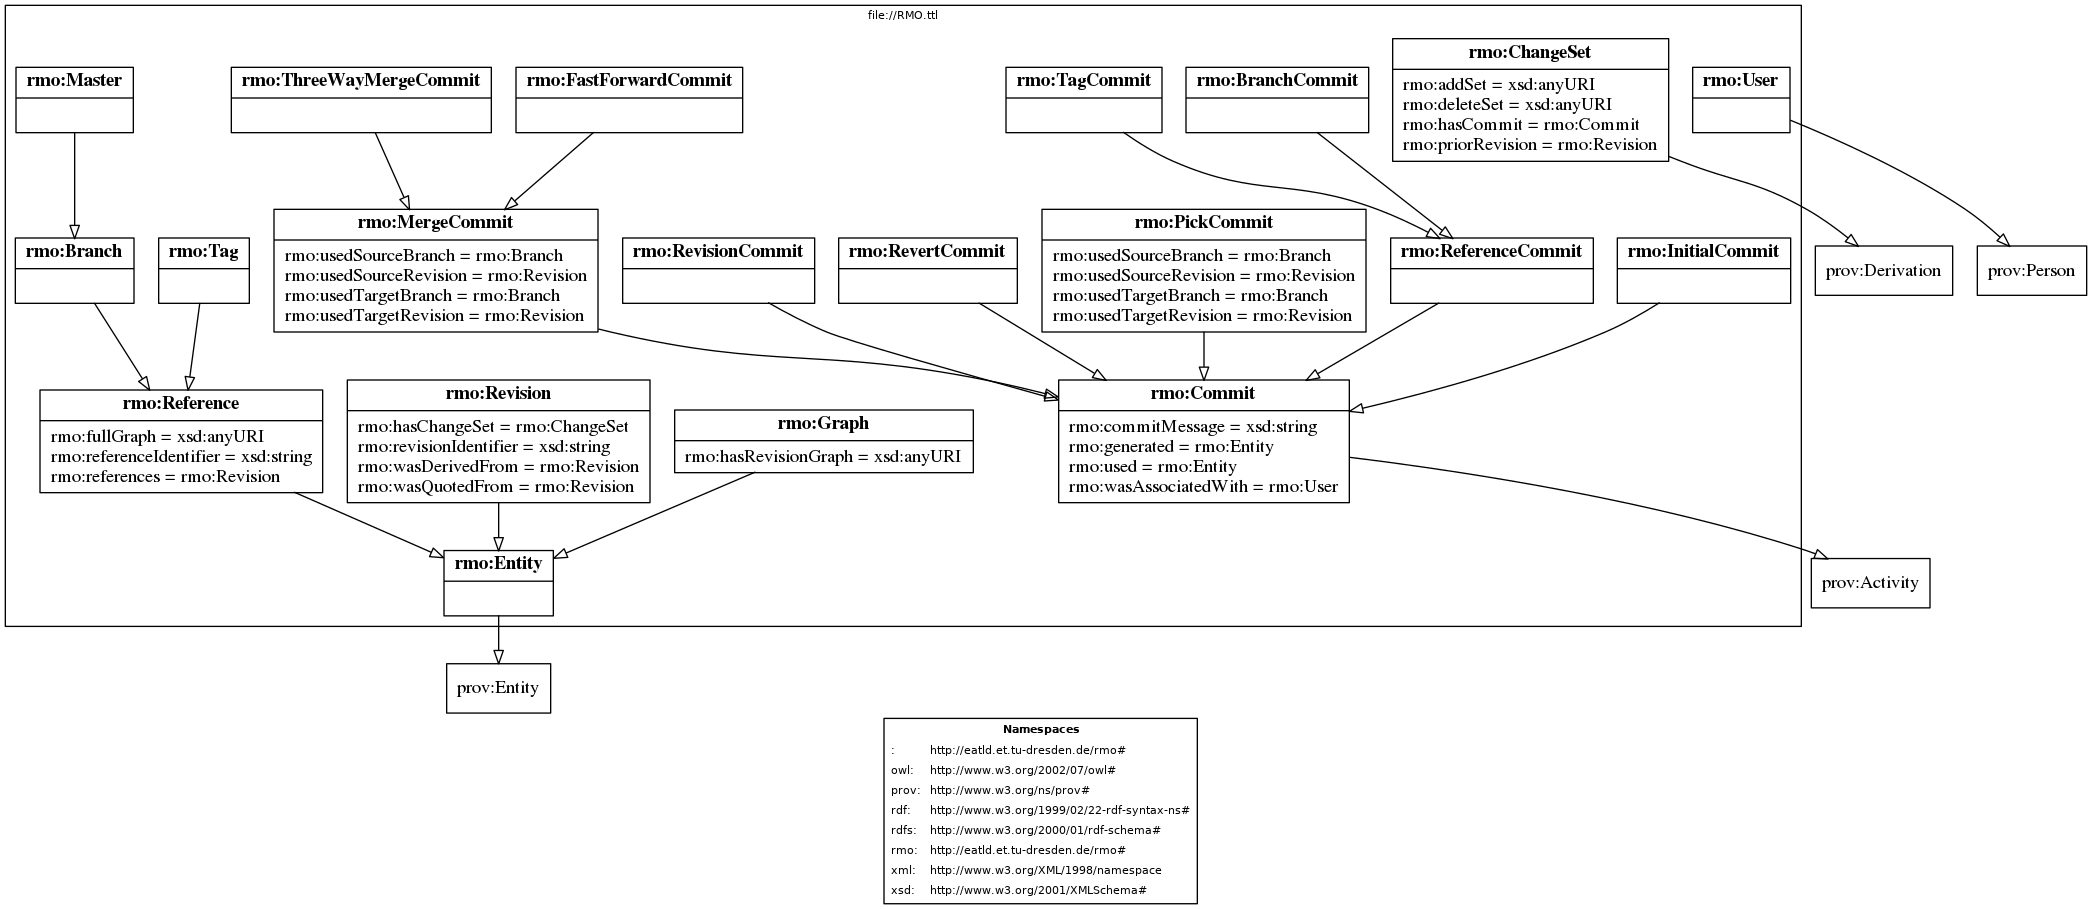 file://RMO.ttl
rmo:Master
rmo:ThreeWayMergeCommit
rmo:FastForwardCommit
rmo:TagCommit
rmo:BranchCommit
rmo:ChangeSet
rmo:addSet = xsd:anyURI
rmo:deleteSet = xsd:anyURI
rmo:hasCommit = rmo:Commit
rmo:priorRevision = rmo:Revision
rmo:User
rmo:Branch
rmo:Tag
rmo:MergeCommit
rmo:usedSourceBranch = rmo:Branch
rmo:usedSourceRevision = rmo:Revision
rmo:usedTargetBranch = rmo:Branch
rmo:usedTargetRevision = rmo:Revision
rmo:RevisionCommit
rmo:RevertCommit
rmo:PickCommit
rmo:usedSourceBranch = rmo:Branch
rmo:usedSourceRevision = rmo:Revision
rmo:usedTargetBranch = rmo:Branch
rmo:usedTargetRevision = rmo:Revision
rmo:ReferenceCommit
rmo:InitialCommit
prov:Derivation
prov:Person
rmo:Reference
rmo:fullGraph = xsd:anyURI
rmo:referenceIdentifier = xsd:string
rmo:references = rmo:Revision
rmo:Revision
rmo:hasChangeSet = rmo:ChangeSet
rmo:revisionIdentifier = xsd:string
rmo:wasDerivedFrom = rmo:Revision
rmo:wasQuotedFrom = rmo:Revision
rmo:Graph
rmo:hasRevisionGraph = xsd:anyURI
rmo:Commit
rmo:commitMessage = xsd:string
rmo:generated = rmo:Entity
rmo:used = rmo:Entity
rmo:wasAssociatedWith = rmo:User
rmo:Entity
prov:Activity
prov:Entity
Namespaces
: http://eatld.et.tu-dresden.de/rmo#
owl: http://www.w3.org/2002/07/owl#
prov: http://www.w3.org/ns/prov#
rdf: http://www.w3.org/1999/02/22-rdf-syntax-ns#
rdfs: http://www.w3.org/2000/01/rdf-schema#
rmo: http://eatld.et.tu-dresden.de/rmo#
xml: http://www.w3.org/XML/1998/namespace
xsd: http://www.w3.org/2001/XMLSchema#